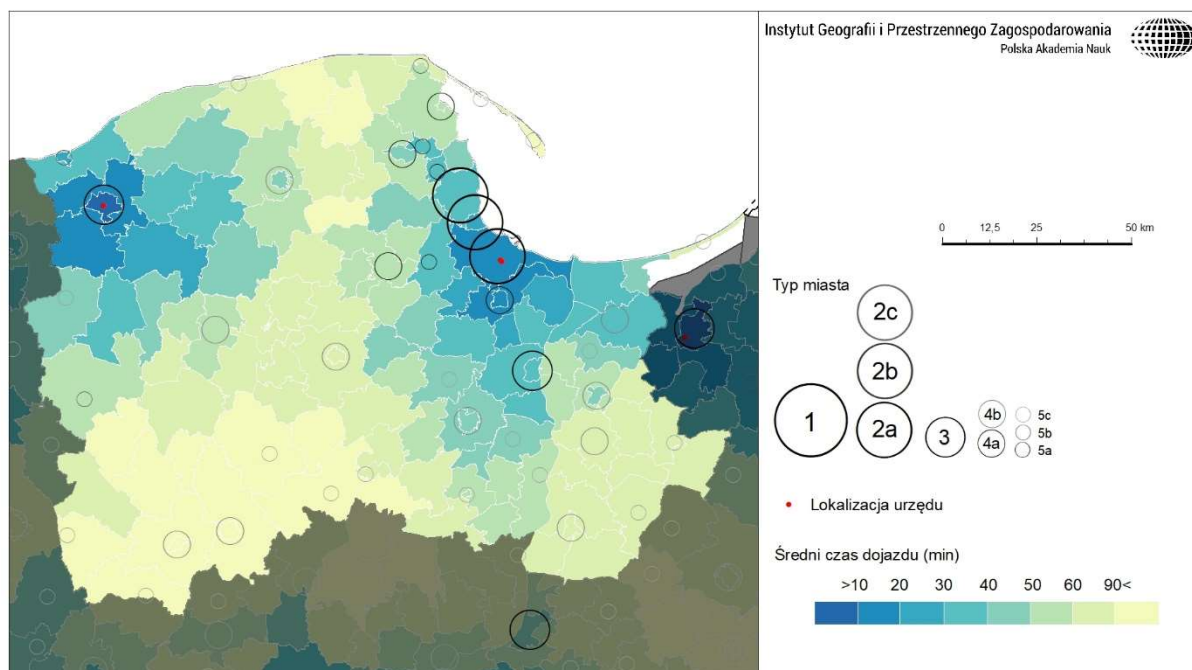 Instytut Geografii i Przestrzennego Zagospodarowania
Polska Akademia Nauk
0 12,5 25 50 km
Typ miasta
2c
2b
1 2a 3 4b 4a 5c 5b 5a
Lokalizacja urzędu
Średni czas dojazdu (min)
>10 20 30 40 50 60 90<